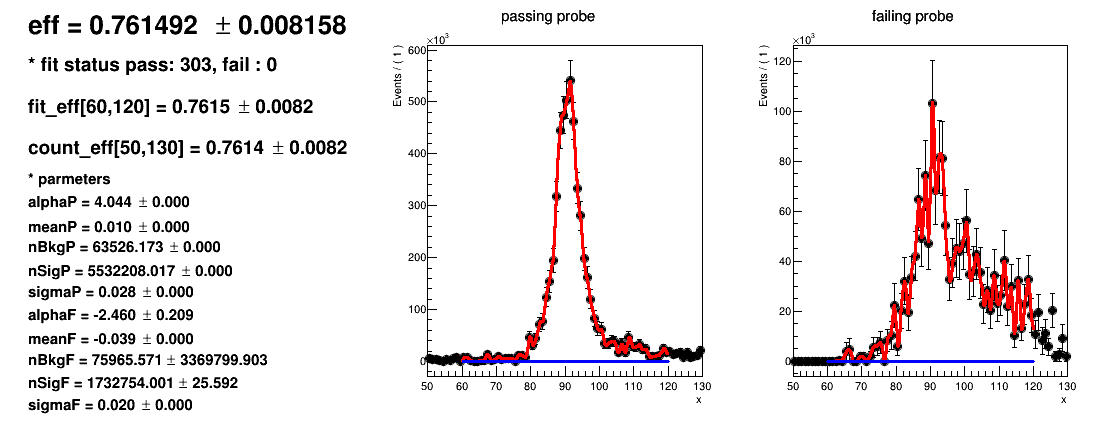 eff = 0.761492 ± 0.008158
* fit status pass: 303, fail : 0
fit_eff[60,120] = 0.7615 ± 0.0082
count_eff[50,130] = 0.7614 ± 0.0082
* parmeters
alphaP = 4.044 ± 0.000
meanP = 0.010 ± 0.000
nBkgP = 63526.173 ± 0.000
nSigP = 5532208.017 ± 0.000
sigmaP = 0.028 ± 0.000
alphaF = -2.460 ± 0.209
meanF = -0.039 ± 0.000
nBkgF = 75965.571 ± 3369799.903
nSigF = 1732754.001 ± 25.592
sigmaF = 0.020 ± 0.000
passing probe
×10³
Events / ( 1 )
600
500
400
300
200
100
0
50 60 70 80 90 100 110 120 130
x
failing probe
×10³
Events / ( 1 )
120
100
80
60
40
20
0
50 60 70 80 90 100 110 120 130
x